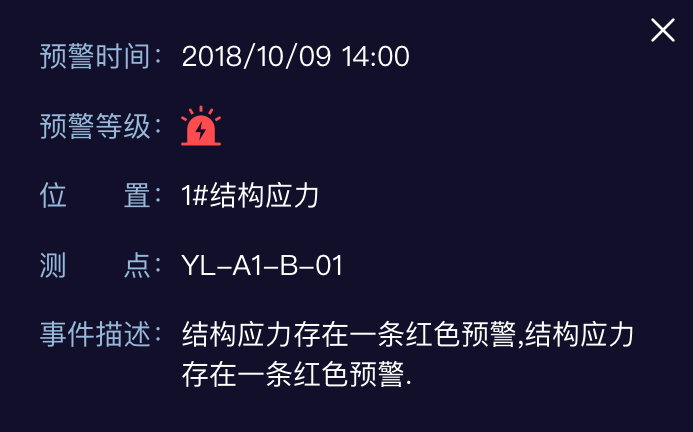 预警时间：2018/10/09 14:00
预警等级：
位　　置：1#结构应力
测　　点：YL-A1-B-01
事件描述：结构应力存在一条红色预警,结构应力
存在一条红色预警.